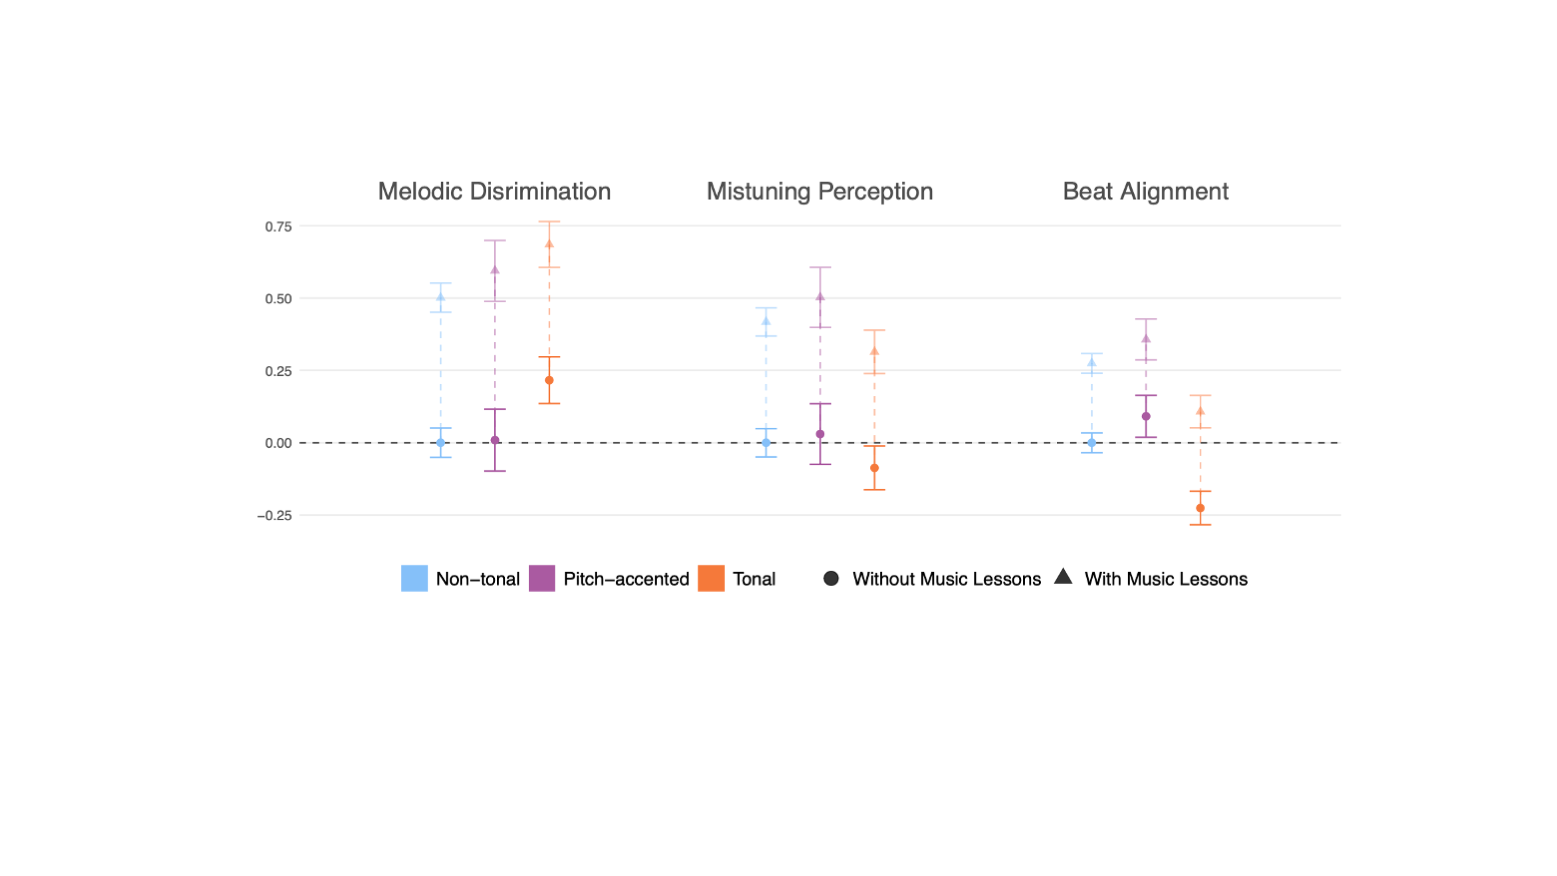 Melodic Disrimination Mistuning Perception Beat Alignment
0.75
0.50
0.25
0.00
−0.25
Non−tonal Pitch−accented Tonal Without Music Lessons With Music Lessons